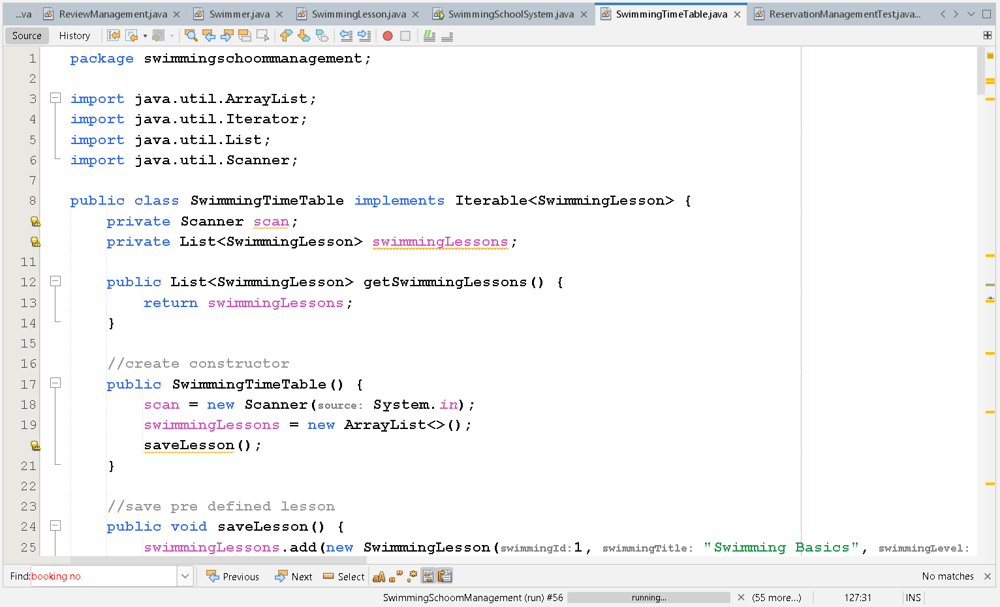 ...va ReviewManagement.java Swimmer.java SwimmingLesson.java SwimmingSchoolSystem.java SwimmingTimeTable.java ReservationManagementTest.java...
Source History
1 package swimmingschoommanagement;
2
3 import java.util.ArrayList;
4 import java.util.Iterator;
5 import java.util.List;
6 import java.util.Scanner;
7
8 public class SwimmingTimeTable implements Iterable<SwimmingLesson> {
private Scanner scan;
private List<SwimmingLesson> swimmingLessons;
11
12 public List<SwimmingLesson> getSwimmingLessons() {
13 return swimmingLessons;
14 }
15
16 //create constructor
17 public SwimmingTimeTable() {
18 scan = new Scanner(source: System.in);
19 swimmingLessons = new ArrayList<>();
saveLesson();
21 }
22
23 //save pre defined lesson
24 public void saveLesson() {
25 swimmingLessons.add(new SwimmingLesson(swimmingId:1, swimmingTitle: "Swimming Basics", swimmingLevel:
Find: booking no Previous Next Select aA No matches
SwimmingSchoomManagement (run) #56 running... (55 more...) 127:31 INS